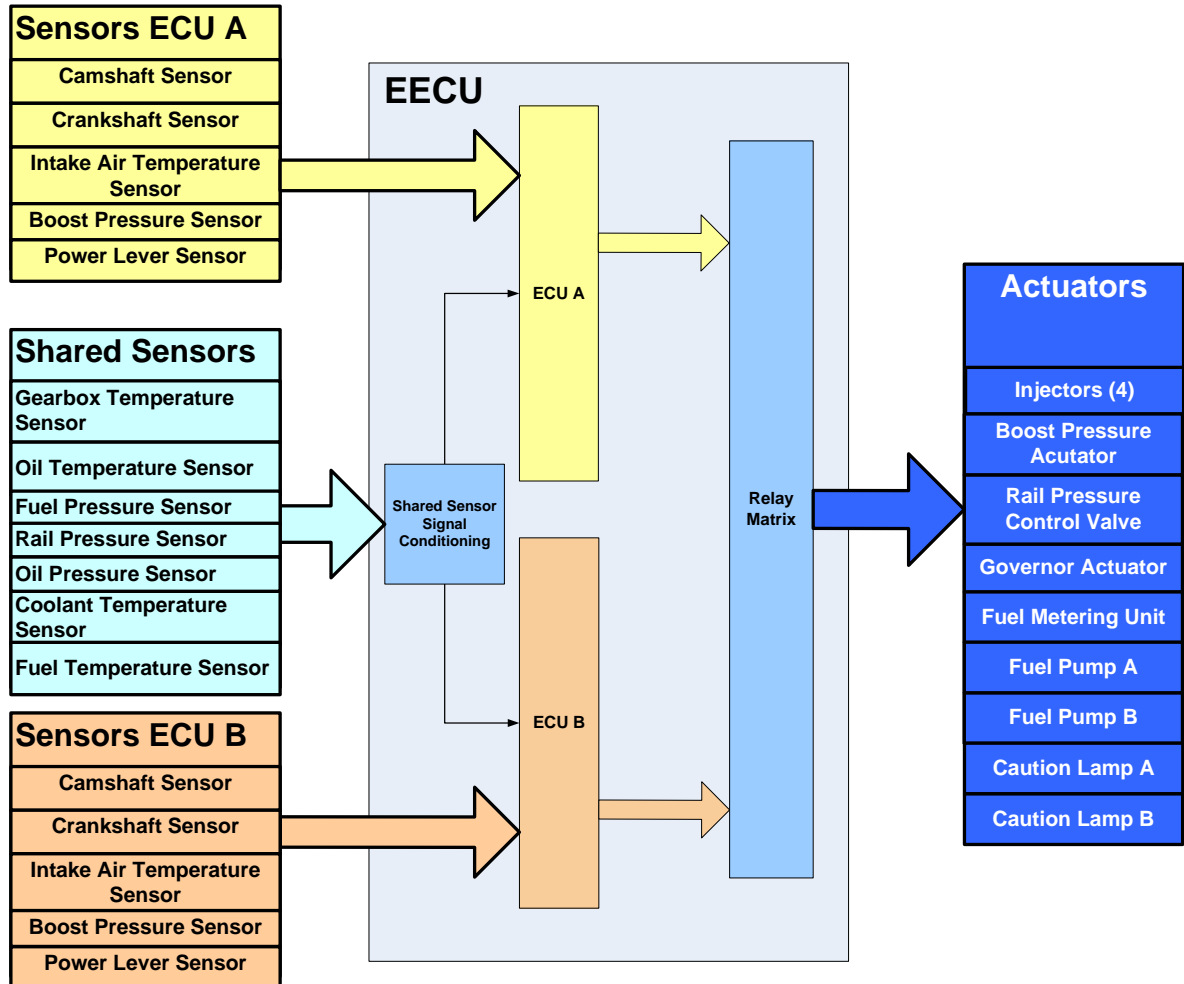 Sensors ECU A
Camshaft Sensor
Crankshaft Sensor
Intake Air Temperature
Sensor
Boost Pressure Sensor
Power Lever Sensor
Shared Sensors
Gearbox Temperature
Sensor
Oil Temperature Sensor
Fuel Pressure Sensor
Rail Pressure Sensor
Oil Pressure Sensor
Coolant Temperature
Sensor
Fuel Temperature Sensor
Sensors ECU B
Camshaft Sensor
Crankshaft Sensor
Intake Air Temperature
Sensor
Boost Pressure Sensor
Power Lever Sensor
EECU
ECU A
Shared Sensor
Signal
Conditioning
ECU B
Relay
Matrix
Actuators
Injectors (4)
Boost Pressure
Acutator
Rail Pressure
Control Valve
Governor Actuator
Fuel Metering Unit
Fuel Pump A
Fuel Pump B
Caution Lamp A
Caution Lamp B